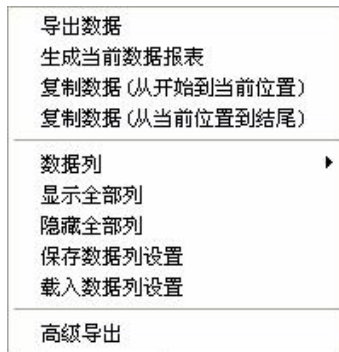 导出数据
生成当前数据报表
复制数据(从开始到当前位置)
复制数据(从当前位置到结尾)
数据列
显示全部列
隐藏全部列
保存数据列设置
载入数据列设置
高级导出